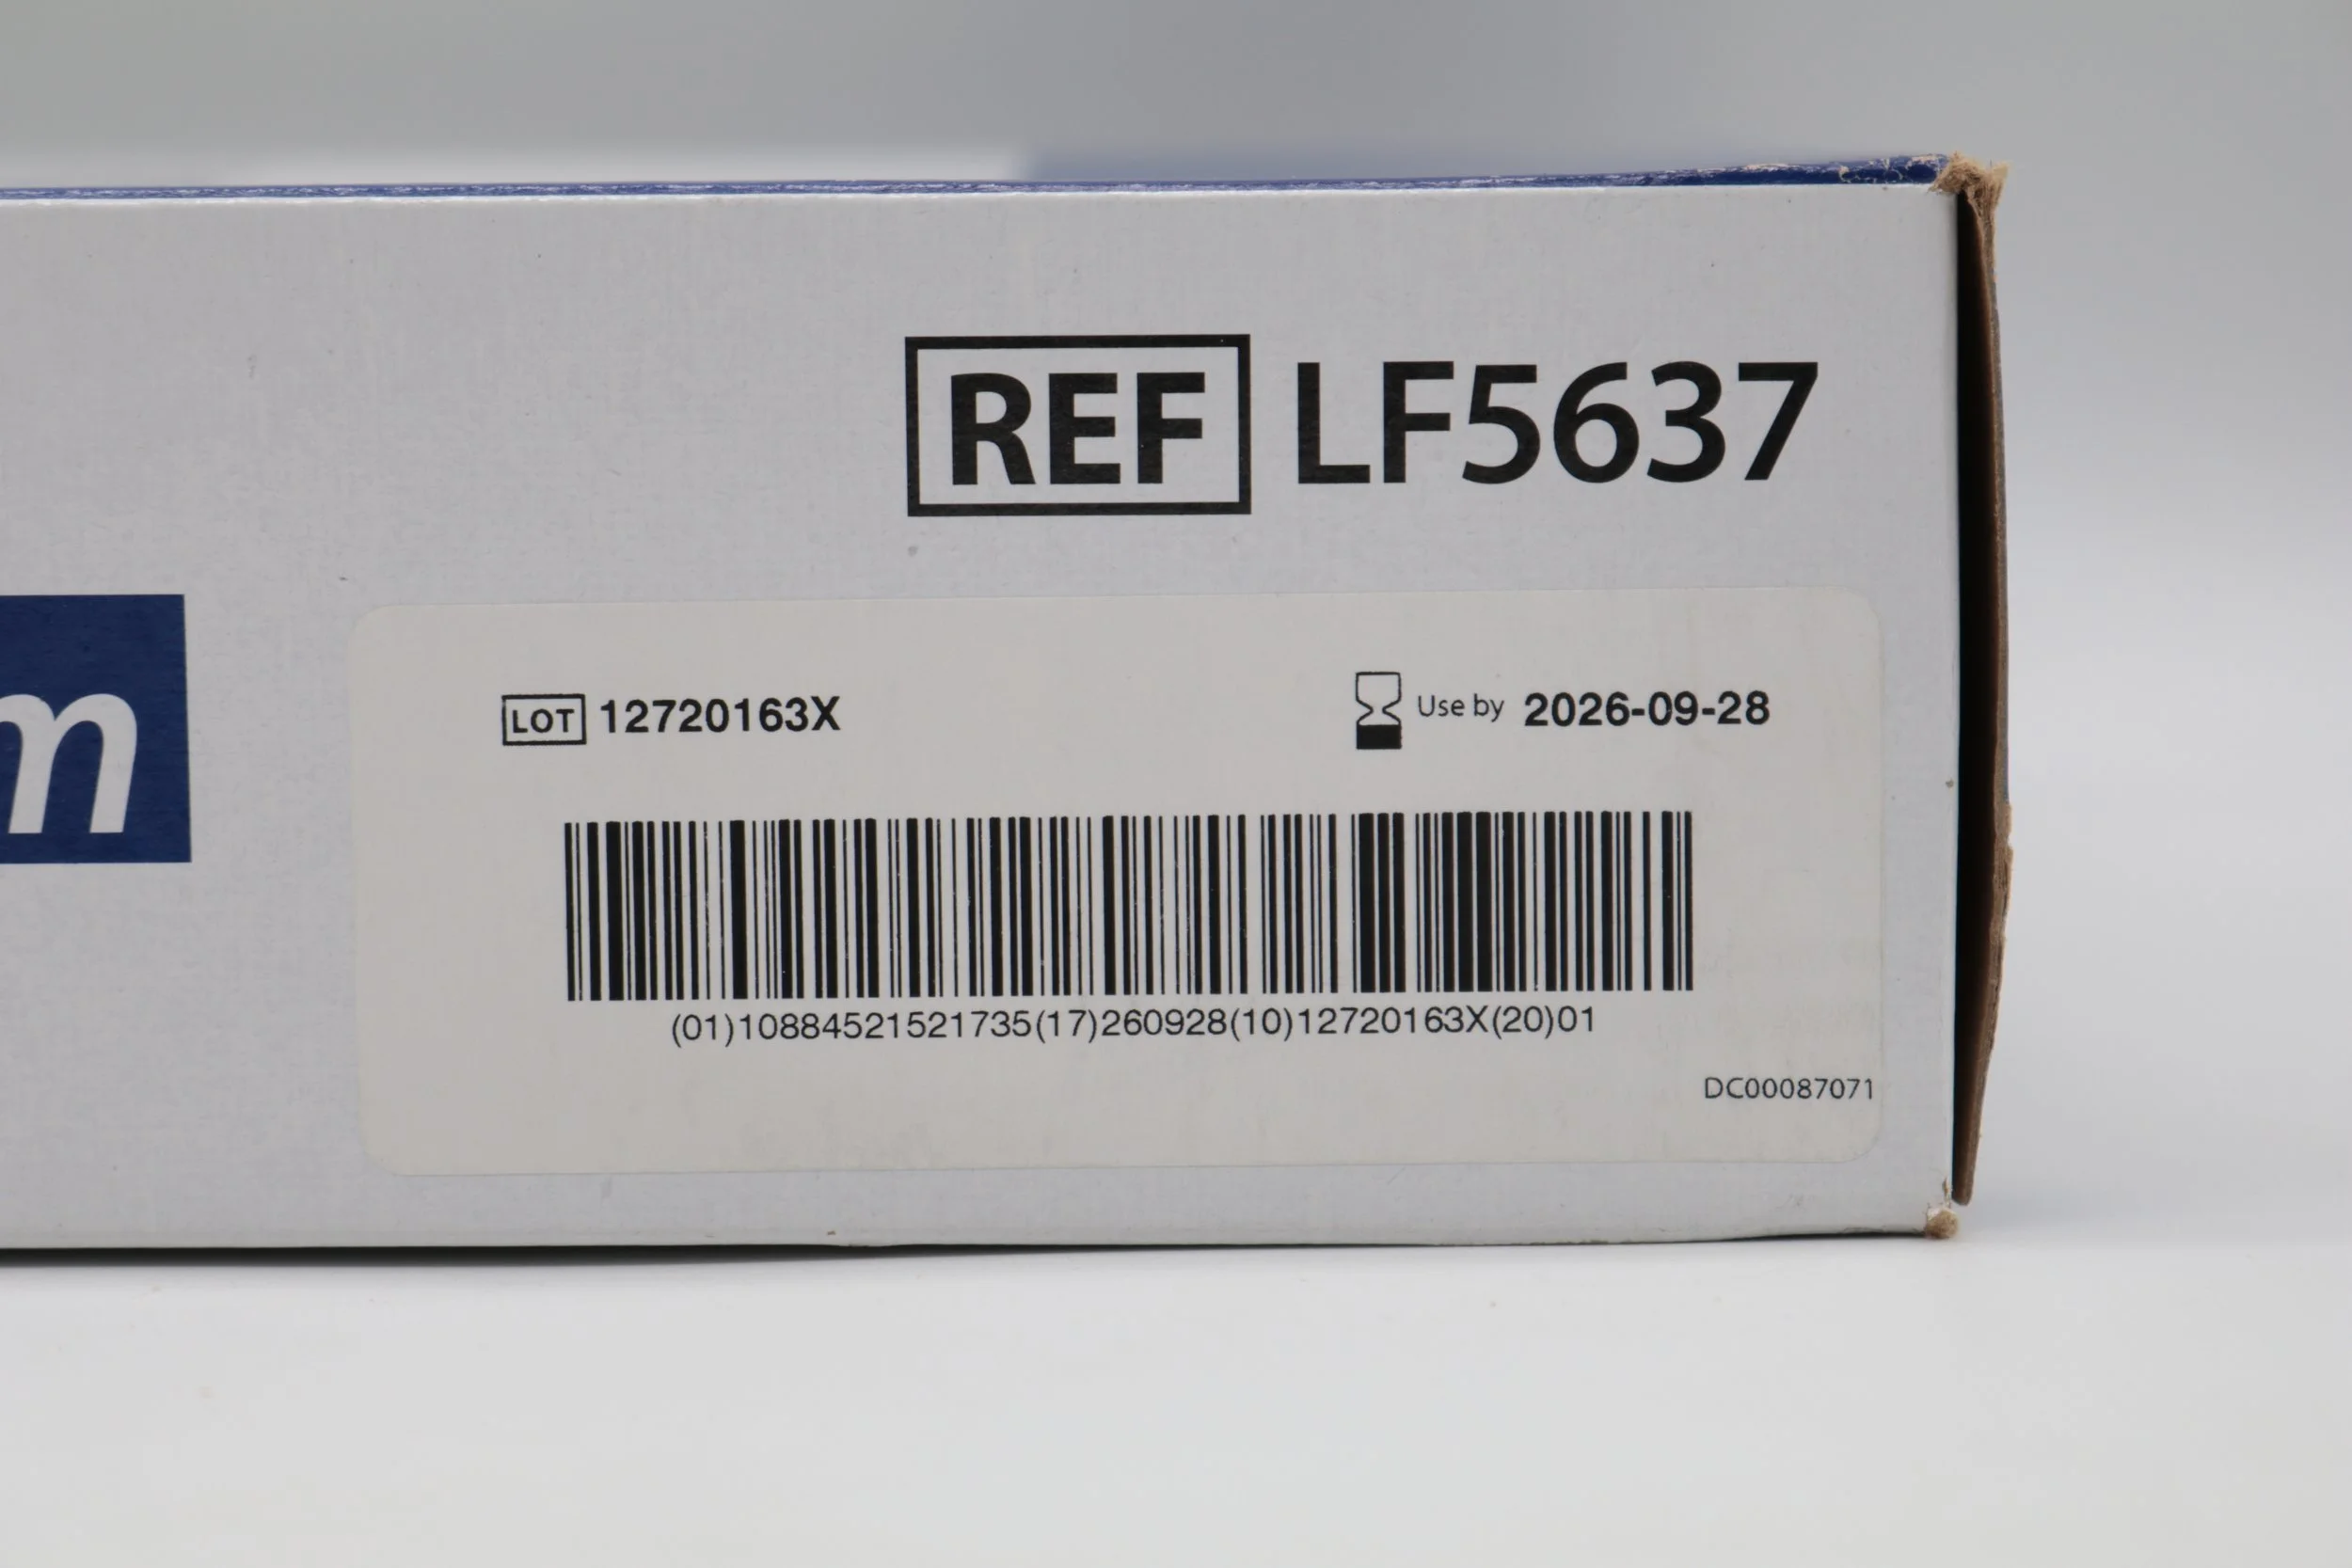 REF LF5637
m
LOT 12720163X
Use by 2026-09-28
(01)10884521521735(17)260928(10)12720163X(20)01
DC00087071